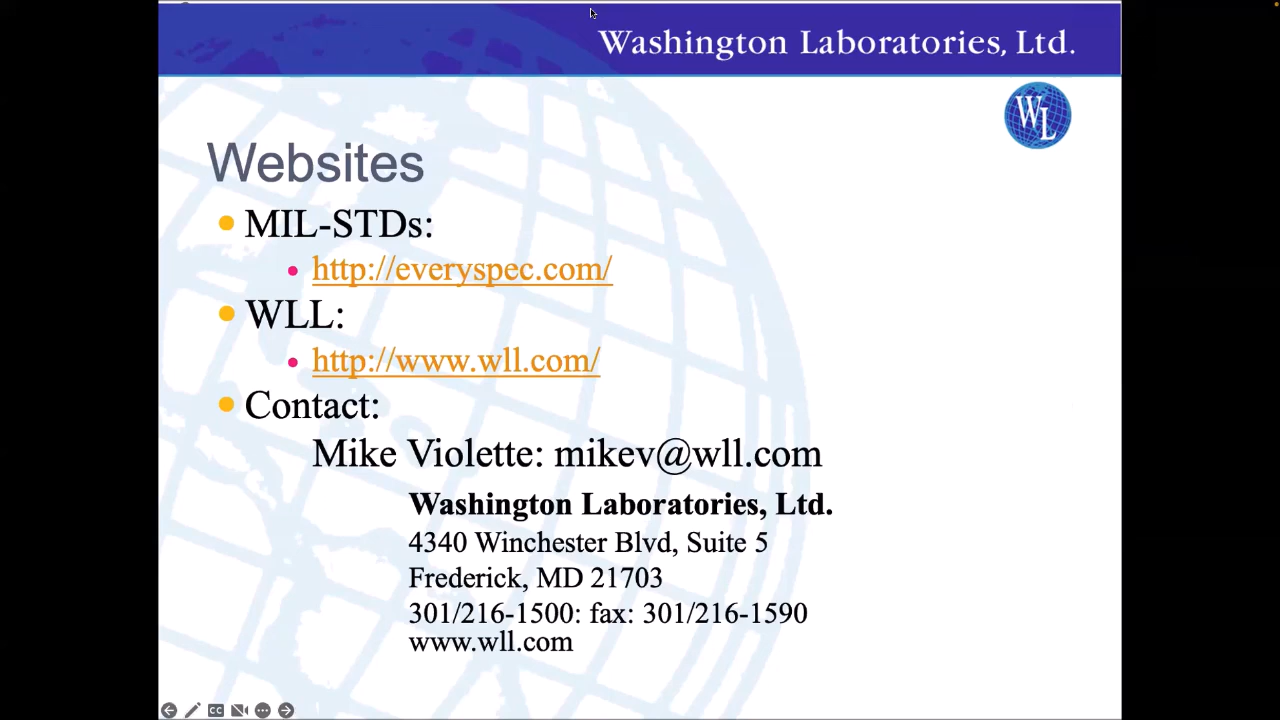 Washington Laboratories, Ltd.
WL
Websites
MIL-STDs:
http://everyspec.com/
WLL:
http://www.wll.com/
Contact:
Mike Violette: mikev@wll.com
Washington Laboratories, Ltd.
4340 Winchester Blvd, Suite 5
Frederick, MD 21703
301/216-1500: fax: 301/216-1590
www.wll.com
CC